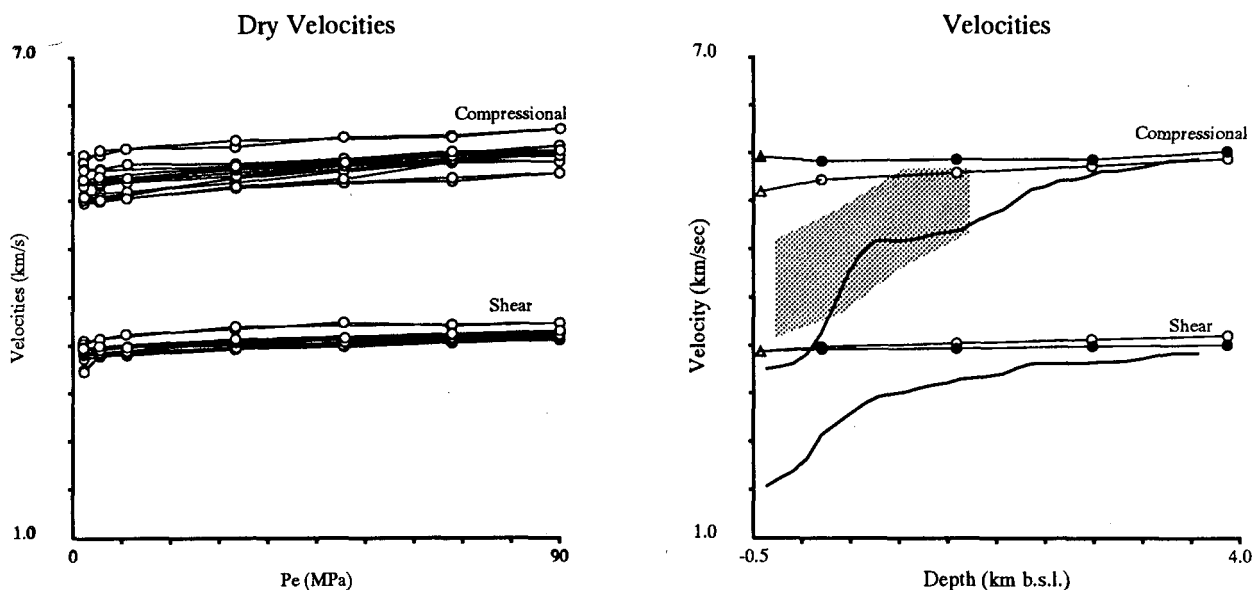 Dry Velocities
7.0
Compressional
Velocities (km/s)
Shear
1.0
0
90
Pe (MPa)
Velocities
7.0
Compressional
Velocity (km/sec)
Shear
1.0
-0.5
4.0
Depth (km b.s.l.)